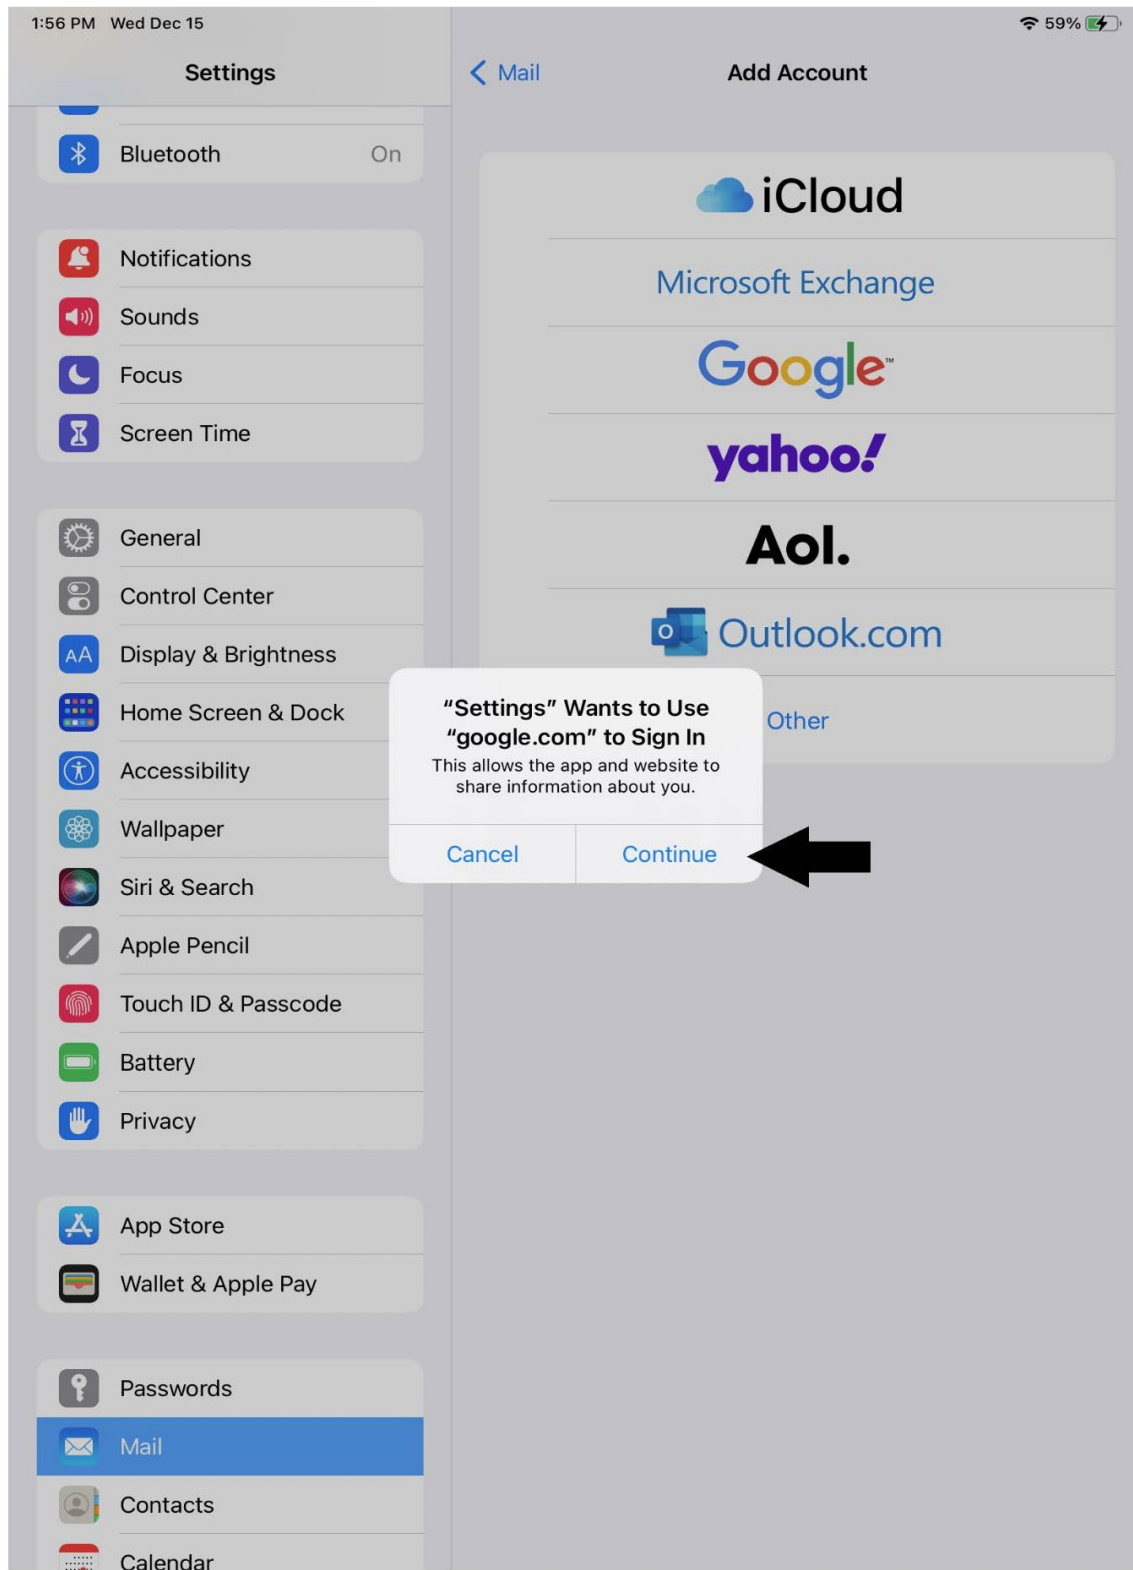 1:56 PM Wed Dec 15
59%
Settings
Mail
Add Account
Bluetooth On
Notifications
Sounds
Focus
Screen Time
General
Control Center
AA Display & Brightness
Home Screen & Dock
Accessibility
Wallpaper
Siri & Search
Apple Pencil
Touch ID & Passcode
Battery
Privacy
App Store
Wallet & Apple Pay
Passwords
Mail
Contacts
Calendar
iCloud
Microsoft Exchange
Google™
yahoo!
Aol.
O Outlook.com
Other
“Settings” Wants to Use
“google.com” to Sign In
This allows the app and website to
share information about you.
Cancel Continue